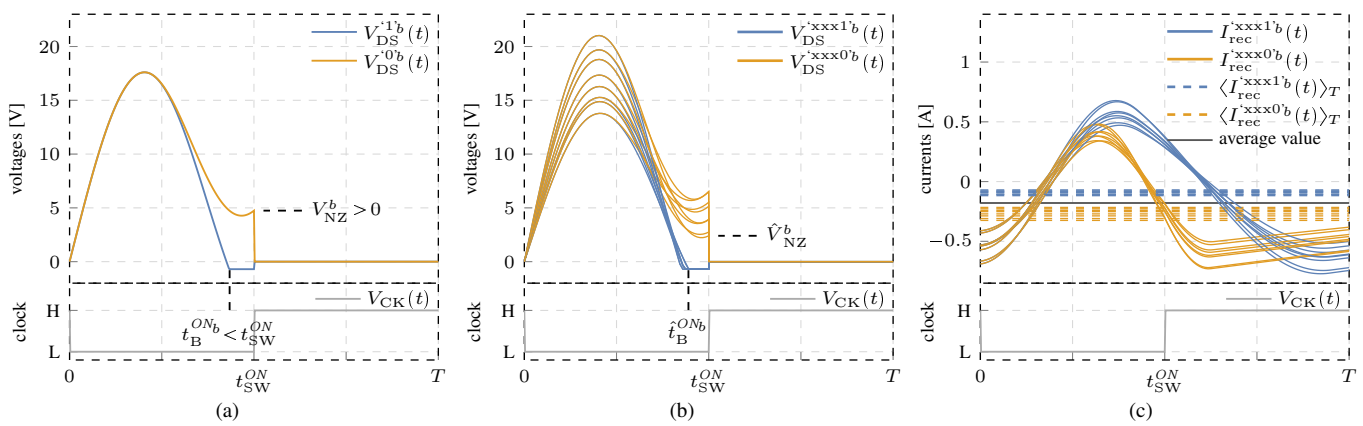 voltages [V]
20
15
10
5
0
V_DS^{‘1’b}(t)
V_DS^{‘0’b}(t)
V_NZ^b > 0
clock
H
L
V_CK(t)
t_B^{ON_b} < t_SW^{ON}
0
t_SW^{ON}
T
(a)
voltages [V]
20
15
10
5
0
V_DS^{‘xxx1’b}(t)
V_DS^{‘xxx0’b}(t)
V̂_NZ^b
clock
H
L
V_CK(t)
t̂_B^{ON_b}
0
t_SW^{ON}
T
(b)
currents [A]
1
0.5
0
−0.5
I_rec^{‘xxx1’b}(t)
I_rec^{‘xxx0’b}(t)
⟨I_rec^{‘xxx1’b}(t)⟩_T
⟨I_rec^{‘xxx0’b}(t)⟩_T
average value
clock
H
L
V_CK(t)
0
t_SW^{ON}
T
(c)